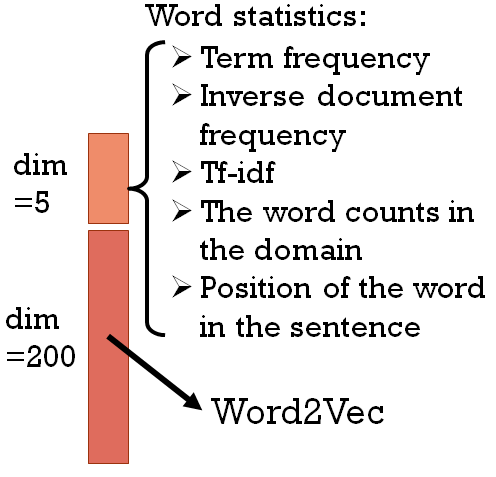 Word statistics:
➢ Term frequency
➢ Inverse document
frequency
➢ Tf-idf
➢ The word counts in
the domain
➢ Position of the word
in the sentence
dim
=5
dim
=200
Word2Vec